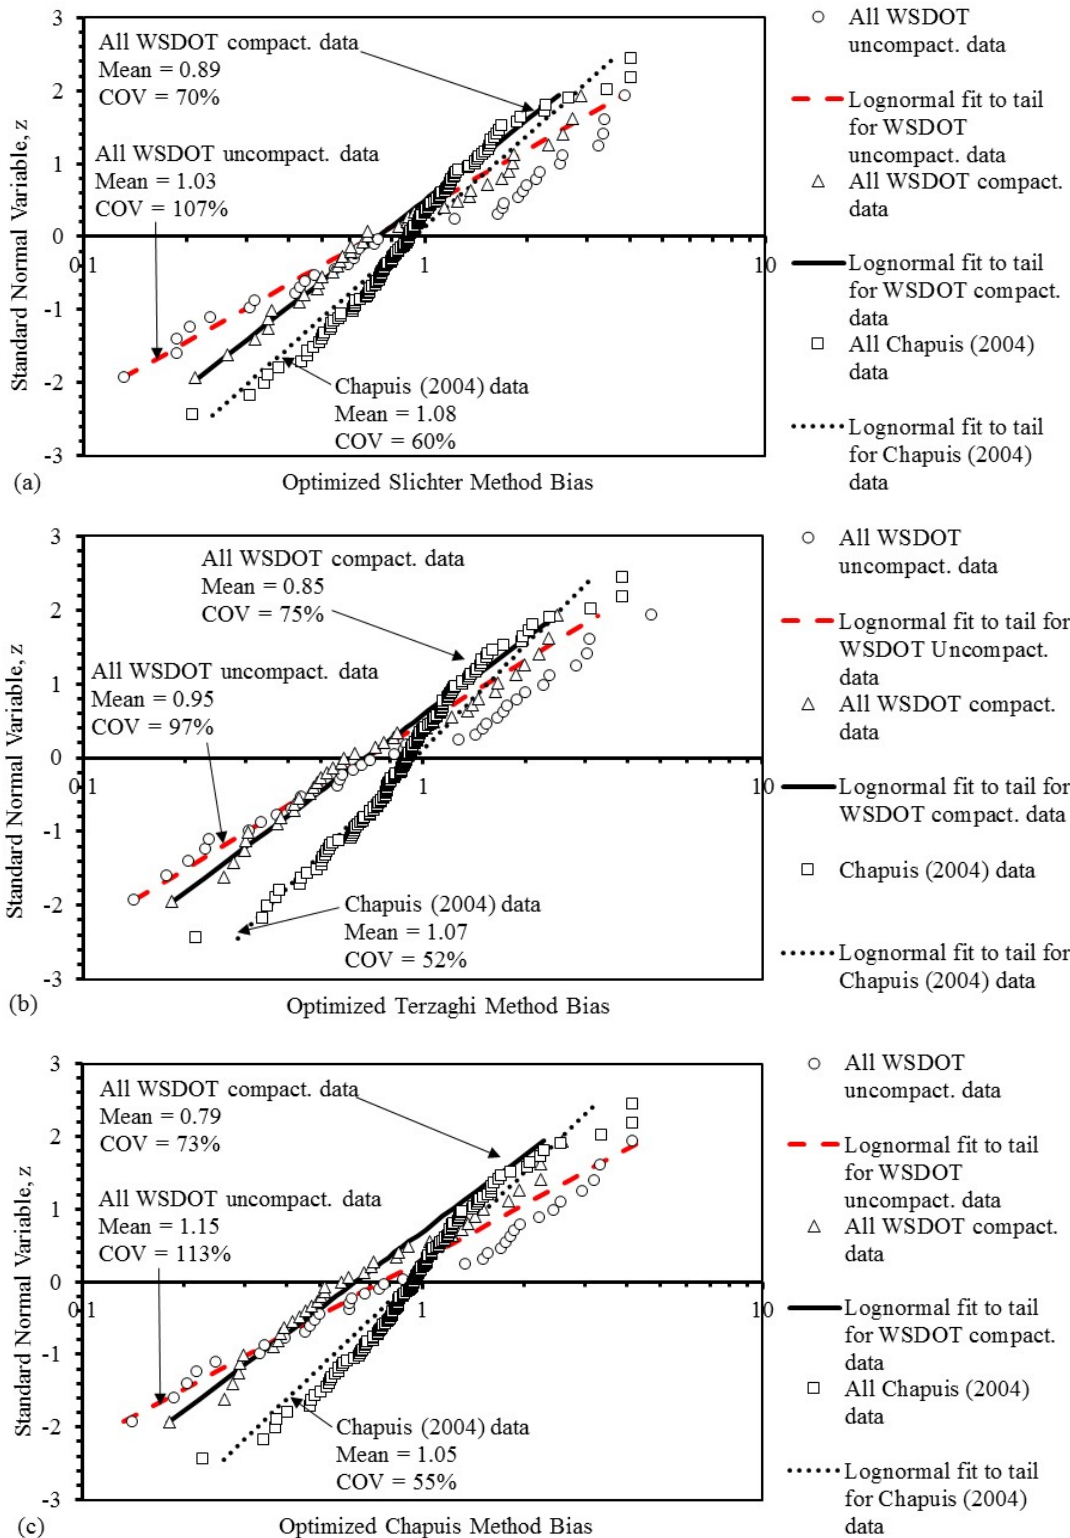 3
2
1
0
-1
-2
-3
Standard Normal Variable, z
All WSDOT compact. data
Mean = 0.89
COV = 70%
All WSDOT uncompact. data
Mean = 1.03
COV = 107%
Chapuis (2004) data
Mean = 1.08
COV = 60%
0.1
1
10
(a)
Optimized Slichter Method Bias
All WSDOT
uncompact. data
Lognormal fit to tail
for WSDOT
uncompact. data
All WSDOT compact.
data
Lognormal fit to tail
for WSDOT compact.
data
All Chapuis (2004)
data
Lognormal fit to tail
for Chapuis (2004)
data
3
2
1
0
-1
-2
-3
Standard Normal Variable, z
All WSDOT compact. data
Mean = 0.85
COV = 75%
All WSDOT uncompact. data
Mean = 0.95
COV = 97%
Chapuis (2004) data
Mean = 1.07
COV = 52%
0.1
1
10
(b)
Optimized Terzaghi Method Bias
All WSDOT
uncompact. data
Lognormal fit to tail for
WSDOT Uncompact.
data
All WSDOT compact.
data
Lognormal fit to tail for
WSDOT compact. data
Chapuis (2004) data
Lognormal fit to tail for
Chapuis (2004) data
3
2
1
0
-1
-2
-3
Standard Normal Variable, z
All WSDOT compact. data
Mean = 0.79
COV = 73%
All WSDOT uncompact. data
Mean = 1.15
COV = 113%
Chapuis (2004) data
Mean = 1.05
COV = 55%
0.1
1
10
(c)
Optimized Chapuis Method Bias
All WSDOT
uncompact. data
Lognormal fit to tail
for WSDOT
uncompact. data
All WSDOT compact.
data
Lognormal fit to tail
for WSDOT compact.
data
All Chapuis (2004)
data
Lognormal fit to tail
for Chapuis (2004)
data